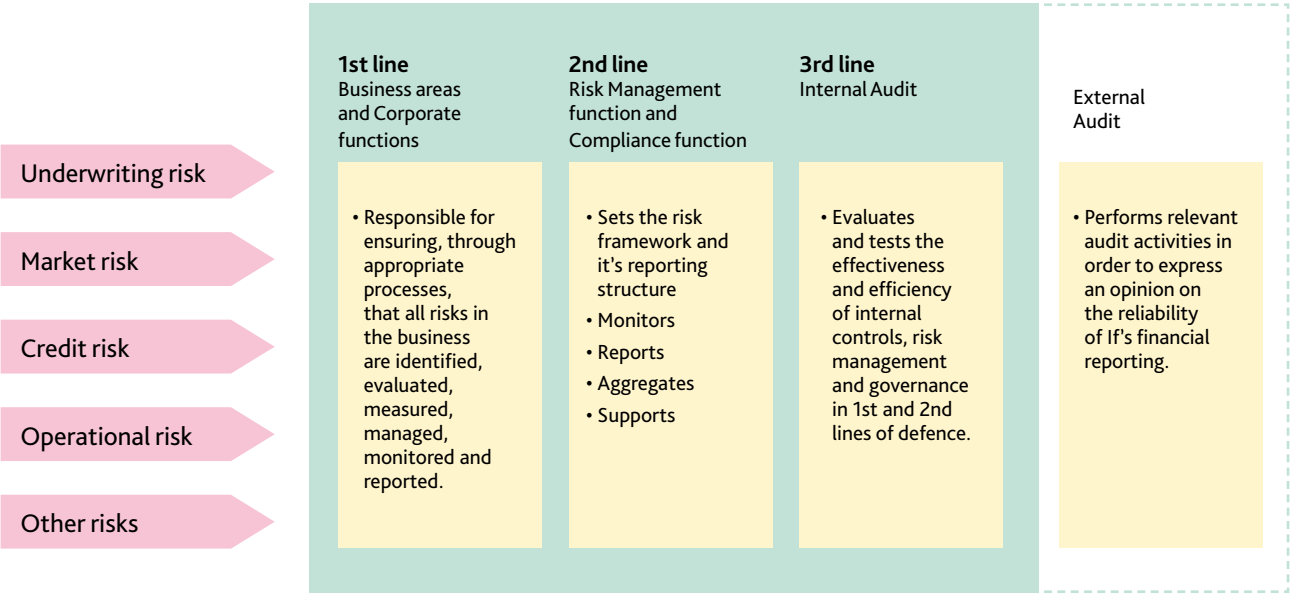 Underwriting risk
Market risk
Credit risk
Operational risk
Other risks
1st line
Business areas
and Corporate
functions
• Responsible for
ensuring, through
appropriate
processes,
that all risks in
the business
are identified,
evaluated,
measured,
managed,
monitored and
reported.
2nd line
Risk Management
function and
Compliance function
• Sets the risk
framework and
it's reporting
structure
• Monitors
• Reports
• Aggregates
• Supports
3rd line
Internal Audit
• Evaluates
and tests the
effectiveness
and efficiency
of internal
controls, risk
management
and governance
in 1st and 2nd
lines of defence.
External
Audit
• Performs relevant
audit activities in
order to express
an opinion on
the reliability
of If's financial
reporting.